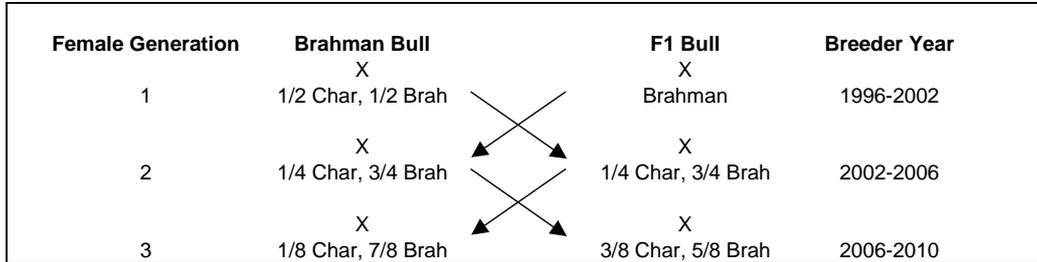 Female Generation Brahman Bull F1 Bull Breeder Year
X X
1 1/2 Char, 1/2 Brah Brahman 1996-2002
X X
2 1/4 Char, 3/4 Brah 1/4 Char, 3/4 Brah 2002-2006
X X
3 1/8 Char, 7/8 Brah 3/8 Char, 5/8 Brah 2006-2010